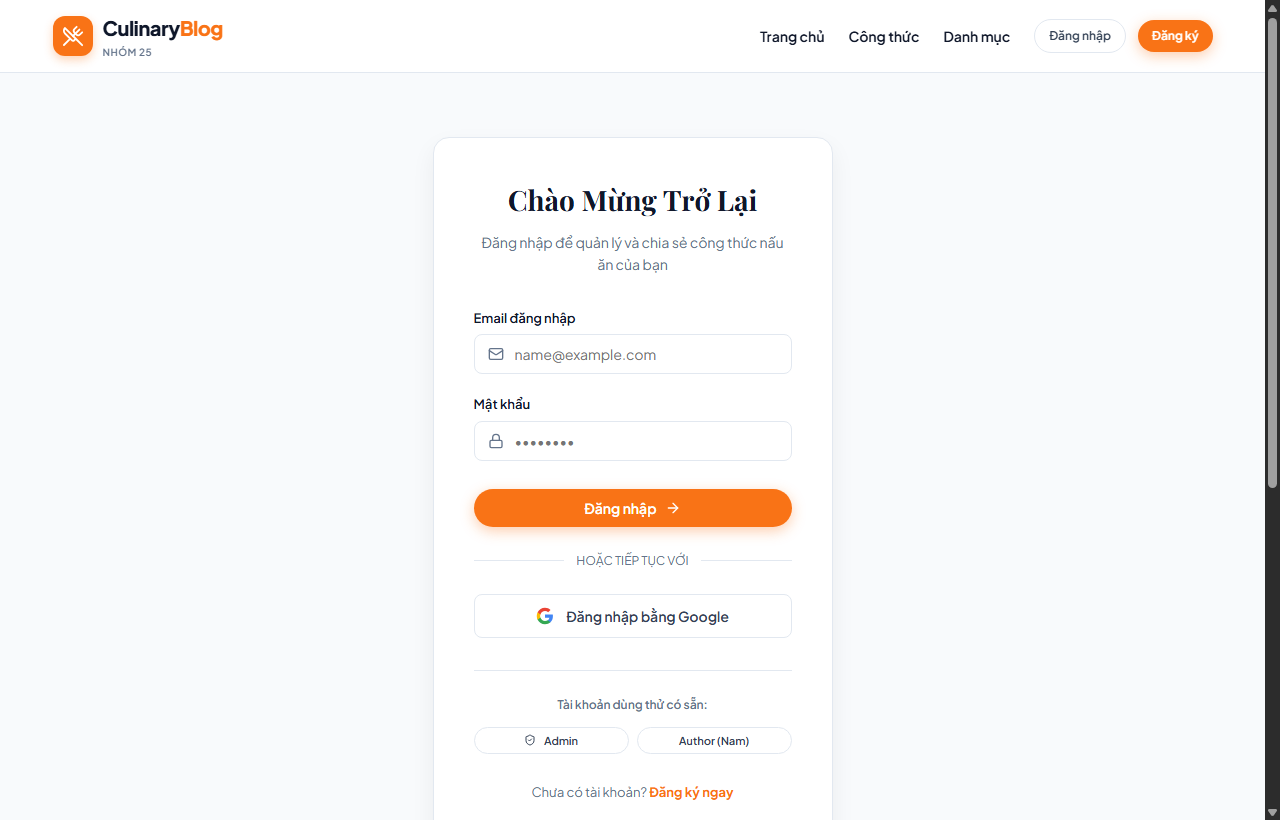 CulinaryBlog
NHÓM 25
Trang chủ
Công thức
Danh mục
Đăng nhập
Đăng ký
Chào Mừng Trở Lại
Đăng nhập để quản lý và chia sẻ công thức nấu
ăn của bạn
Email đăng nhập
name@example.com
Mật khẩu
••••••••
Đăng nhập →
HOẶC TIẾP TỤC VỚI
Đăng nhập bằng Google
Tài khoản dùng thử có sẵn:
Admin
Author (Nam)
Chưa có tài khoản? Đăng ký ngay